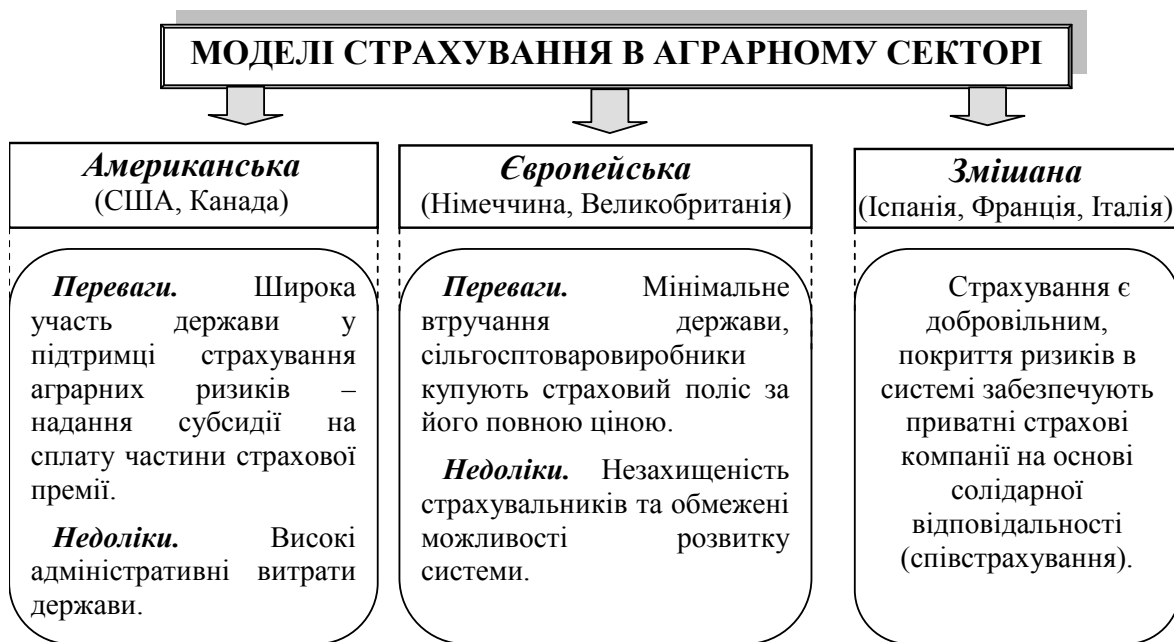 МОДЕЛІ СТРАХУВАННЯ В АГРАРНОМУ СЕКТОРІ
Американська
(США, Канада)
Європейська
(Німеччина, Великобританія)
Змішана
(Іспанія, Франція, Італія)
Переваги. Широка
участь держави у
підтримці страхування
аграрних ризиків –
надання субсидії на
сплату частини страхової
премії.
Недоліки. Високі
адміністративні витрати
держави.
Переваги. Мінімальне
втручання держави,
сільгосптоваровиробники
купують страховий поліс за
його повною ціною.
Недоліки. Незахищеність
страхувальників та обмежені
можливості розвитку
системи.
Страхування є
добровільним,
покриття ризиків в
системі забезпечують
приватні страхові
компанії на основі
солідарної
відповідальності
(співстрахування).